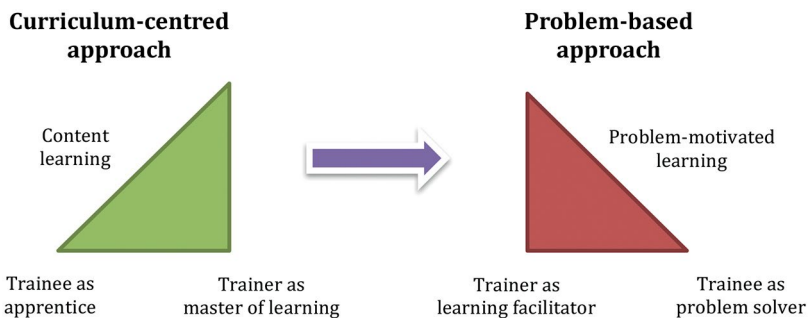 Curriculum-centred
approach
Problem-based
approach
Content
learning
Problem-motivated
learning
Trainee as
apprentice
Trainer as
master of learning
Trainer as
learning facilitator
Trainee as
problem solver